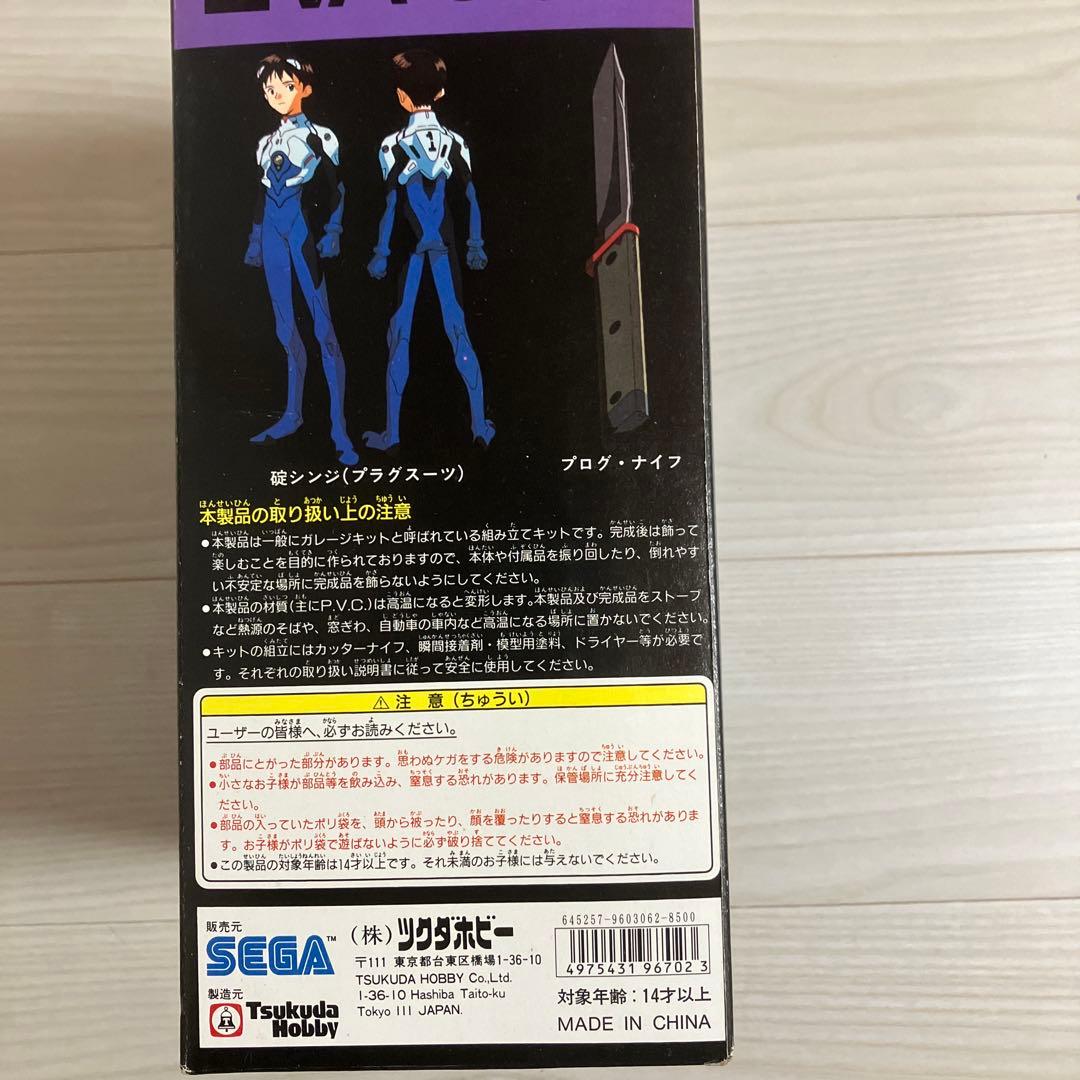 1
碇シンジ(プラグスーツ)
プログ・ナイフ
本製品の取り扱い上の注意
●本製品は一般にガレージキットと呼ばれている組み立てキットです。完成後は飾って
楽しむことを目的に作られておりますので、本体や付属品を振り回したり、倒れやす
い不安定な場所に完成品を飾らないようにしてください。
●本製品の材質(主にP.V.C.)は高温になると変形します。本製品及び完成品をストーブ
など熱源のそばや、窓ぎわ、自動車の車内など高温になる場所に置かないでください。
●キットの組立にはカッターナイフ、瞬間接着剤・模型用塗料、ドライヤー等が必要で
す。それぞれの取り扱い説明書に従って安全に使用してください。
⚠注 意(ちゅうい)
ユーザーの皆様へ、必ずお読みください。
●部品にとがった部分があります。思わぬケガをする危険がありますので注意してください。
●小さなお子様が部品等を飲み込み、窒息する恐れがあります。保管場所に充分注意してく
ださい。
●部品の入っていたポリ袋を、頭から被ったり、顔を覆ったりすると窒息する恐れがありま
す。お子様がポリ袋で遊ばないように必ず破り捨ててください。
●この製品の対象年齢は14才以上です。それ未満のお子様には与えないでください。
販売元
SEGA™
製造元
Tsukuda
Hobby
(株)ツクダホビー
〒111 東京都台東区橋場1-36-10
TSUKUDA HOBBY Co.,Ltd.
1-36-10 Hashiba Taito-ku
Tokyo 111 JAPAN.
645257-9603062-8500
4975431967023
対象年齢:14才以上
MADE IN CHINA